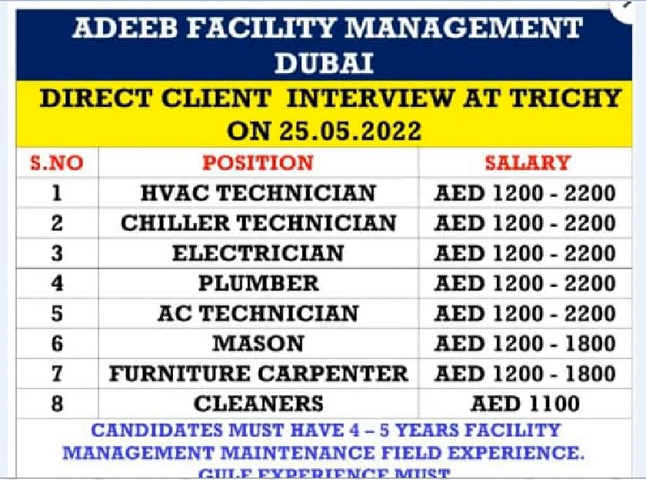 ADEEB FACILITY MANAGEMENT
DUBAI
DIRECT CLIENT INTERVIEW AT TRICHY
ON 25.05.2022
S.NO POSITION SALARY
1 HVAC TECHNICIAN AED 1200 - 2200
2 CHILLER TECHNICIAN AED 1200 - 2200
3 ELECTRICIAN AED 1200 - 2200
4 PLUMBER AED 1200 - 2200
5 AC TECHNICIAN AED 1200 - 2200
6 MASON AED 1200 - 1800
7 FURNITURE CARPENTER AED 1200 - 1800
8 CLEANERS AED 1100
CANDIDATES MUST HAVE 4 – 5 YEARS FACILITY
MANAGEMENT MAINTENANCE FIELD EXPERIENCE.
GULF EXPERIENCE MUST